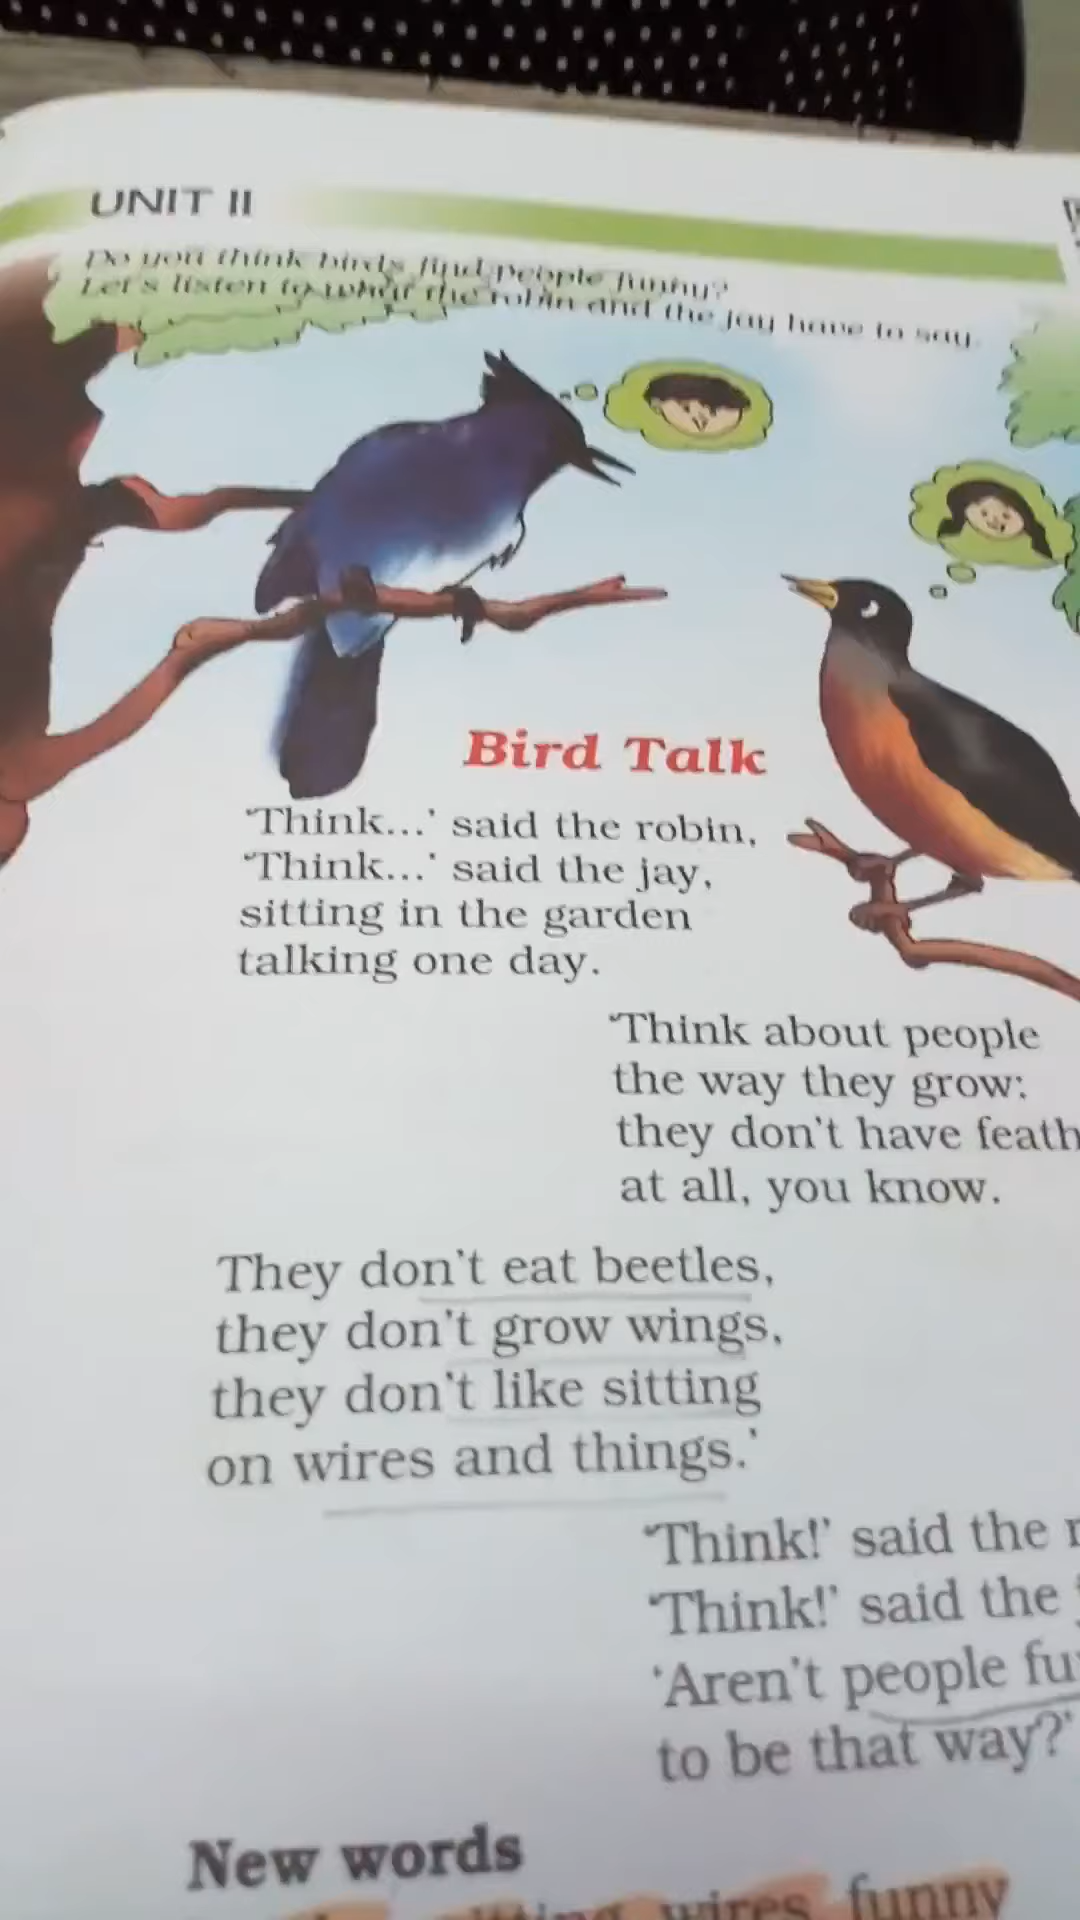 UNIT II
Do you think birds find people funny?
Let's listen to what the robin and the jay have to say.
Bird Talk
'Think...' said the robin,
'Think...' said the jay,
sitting in the garden
talking one day.
'Think about people
the way they grow:
they don't have feath
at all, you know.
They don't eat beetles,
they don't grow wings,
they don't like sitting
on wires and things.'
'Think!' said the r
'Think!' said the
'Aren't people fu
to be that way?'
New words
wires funny